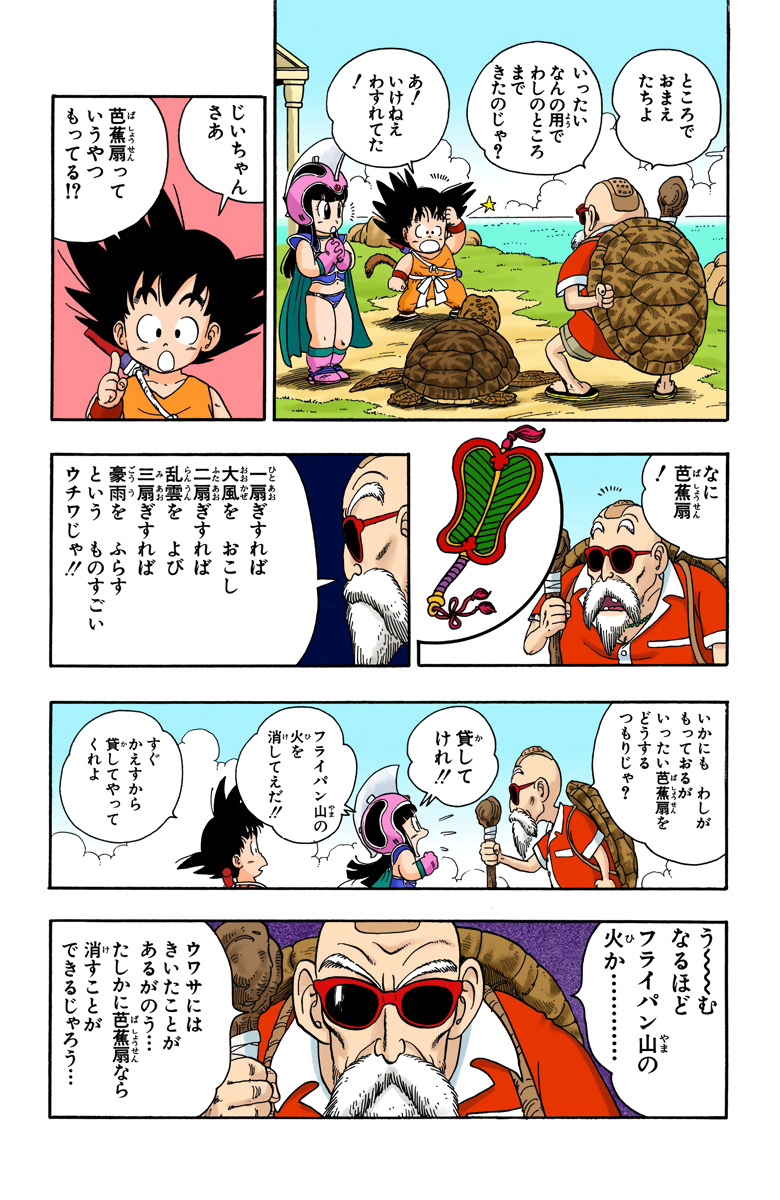 ところで
おまえ
たちよ
いったい
なんの用で
わしのところ
まで
きたのじゃ?
あ!
いけねえ
わすれてた
!
じいちゃん
さあ
芭蕉扇って
いうやつ
もってる!?
なに
芭蕉扇
!
一扇ぎすれば
大風を おこし
二扇ぎすれば
乱雲を よび
三扇ぎすれば
豪雨を ふらす
という ものすごい
ウチワじゃ!!
いかにも わしが
もっておるが
いったい芭蕉扇を
どうする
つもりじゃ?
貸して
けれ!!
フライパン山の
火を
消してえだ!!
すぐ
かえすから
貸してやって
くれよ
う〜〜〜む
なるほど
フライパン山の
火か…………
ウワサには
きいたことが
あるがのう…
たしかに芭蕉扇なら
消すことが
できるじゃろう…